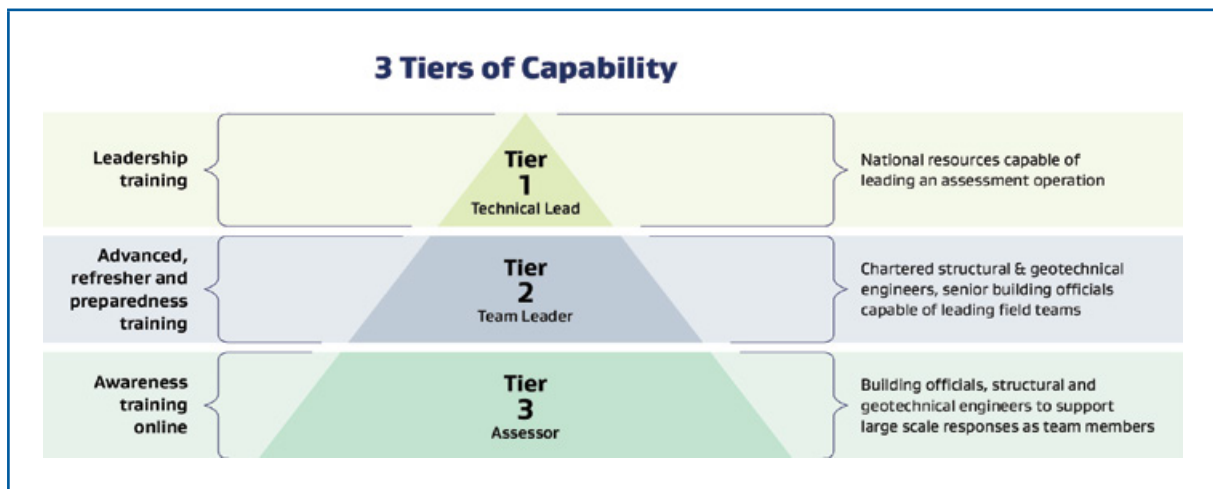 3 Tiers of Capability
Leadership
training
Tier
1
Technical Lead
National resources capable of
leading an assessment operation
Advanced,
refresher and
preparedness
training
Tier
2
Team Leader
Chartered structural & geotechnical
engineers, senior building officials
capable of leading field teams
Awareness
training
online
Tier
3
Assessor
Building officials, structural and
geotechnical engineers to support
large scale responses as team members